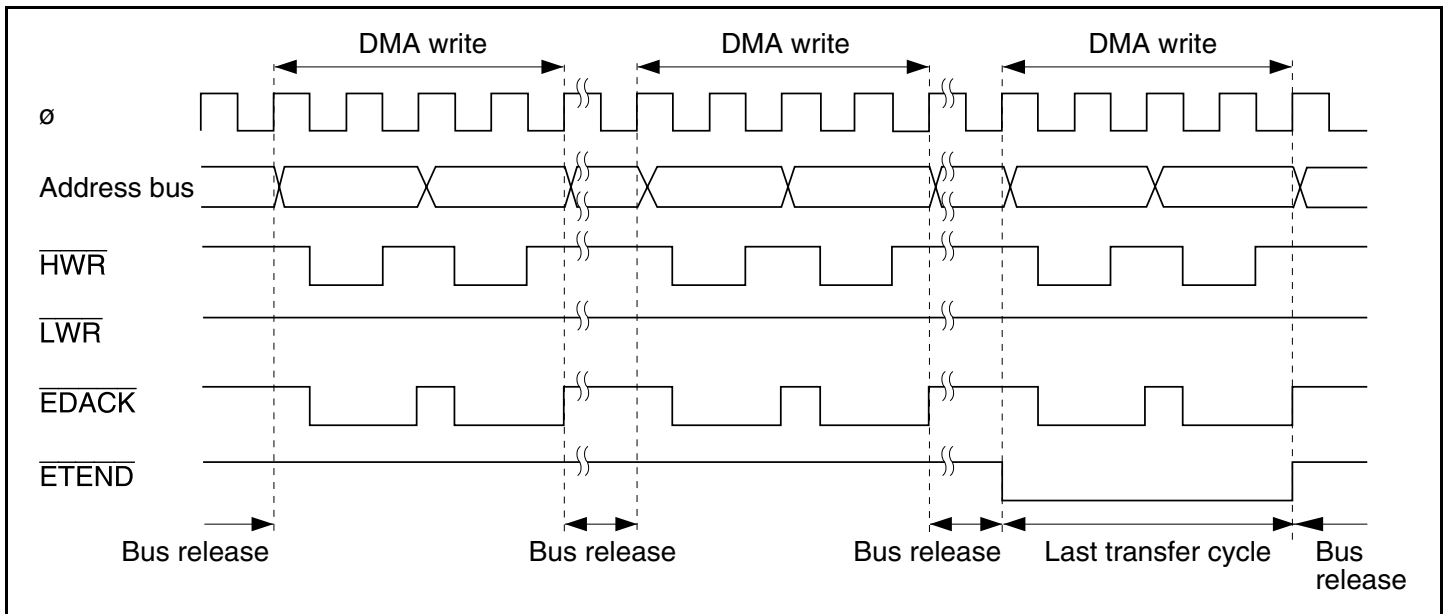 DMA write DMA write DMA write
ø
Address bus
HWR
LWR
EDACK
ETEND
Bus release Bus release Bus release Last transfer cycle Bus
release